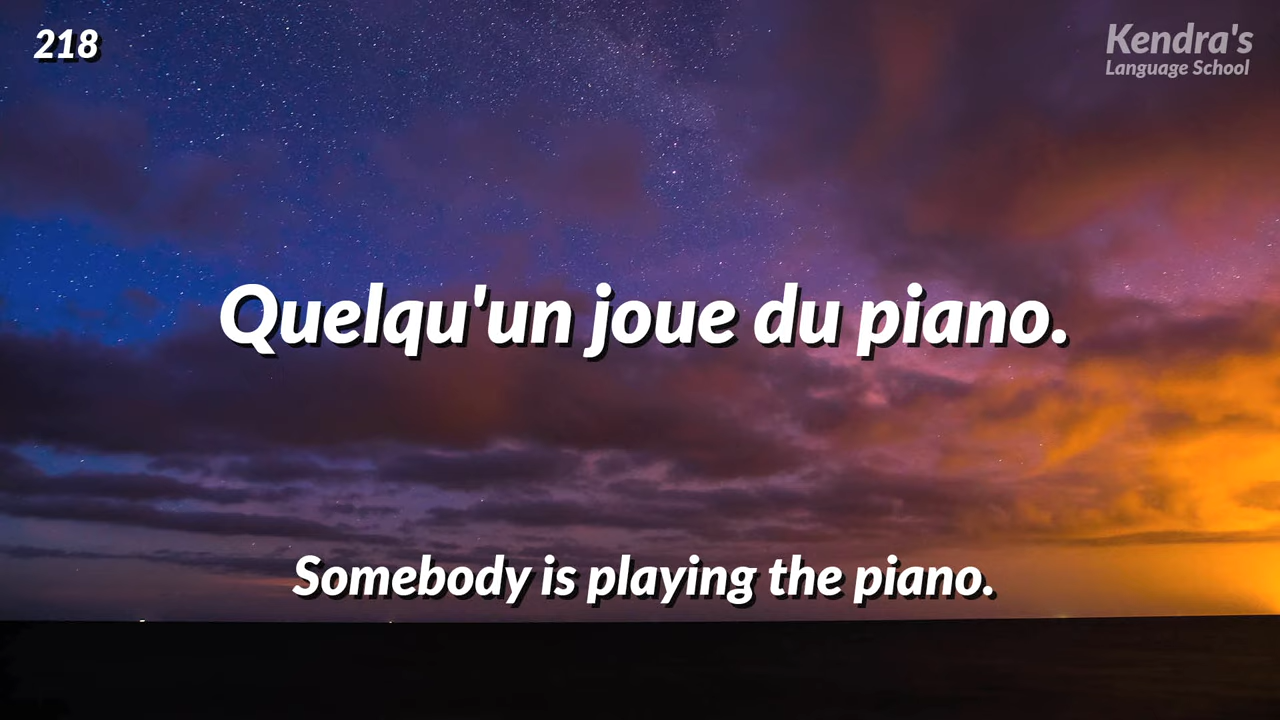 218
Kendra's
Language School
Quelqu'un joue du piano.
Somebody is playing the piano.